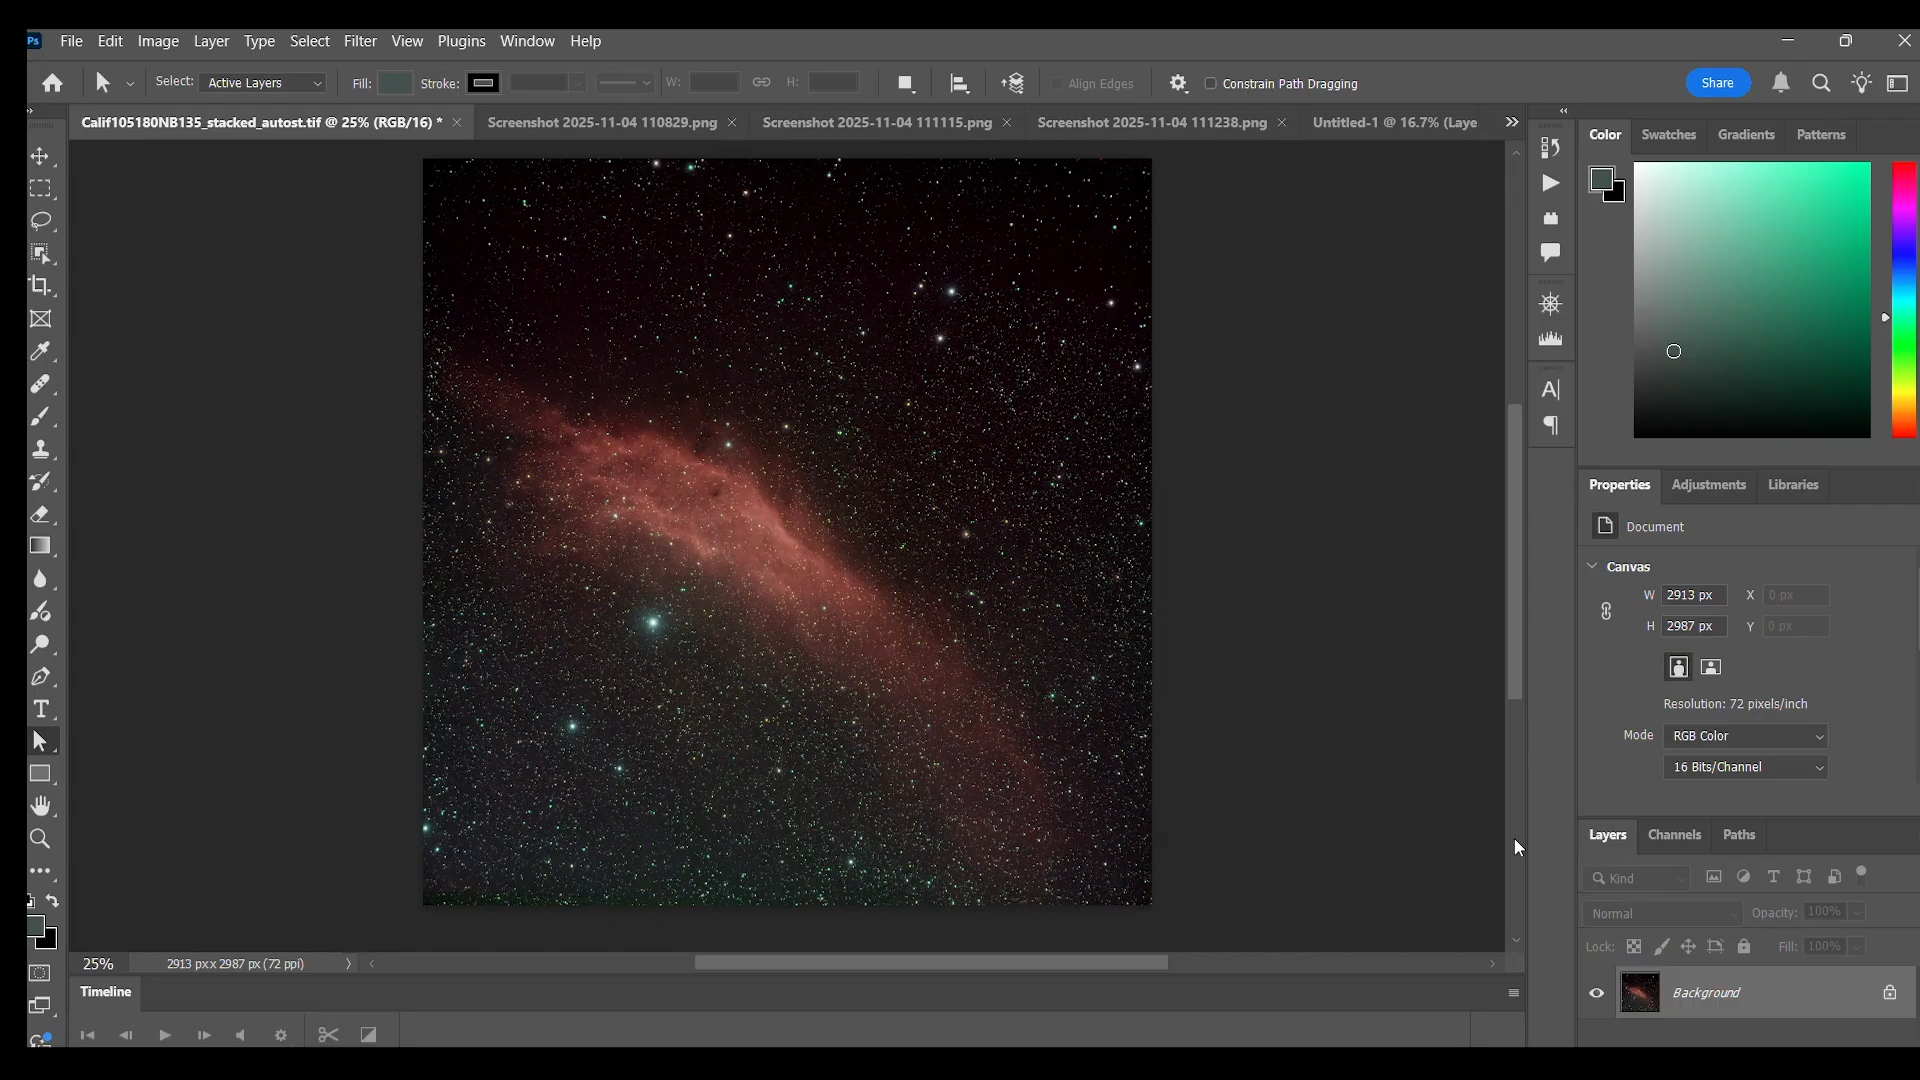 Ps File Edit Image Layer Type Select Filter View Plugins Window Help
Select: Active Layers Fill: Stroke: W: H: Align Edges Constrain Path Dragging Share
Calif105180NB135_stacked_autost.tif @ 25% (RGB/16) * Screenshot 2025-11-04 110829.png Screenshot 2025-11-04 111115.png Screenshot 2025-11-04 111238.png Untitled-1 @ 16.7% (Laye
Color Swatches Gradients Patterns
Properties Adjustments Libraries
Document
Canvas
W 2913 px X 0 px
H 2987 px Y 0 px
Resolution: 72 pixels/inch
Mode RGB Color
16 Bits/Channel
Layers Channels Paths
Kind
Normal Opacity: 100%
Lock: Fill: 100%
Background
25% 2913 px x 2987 px (72 ppi)
Timeline